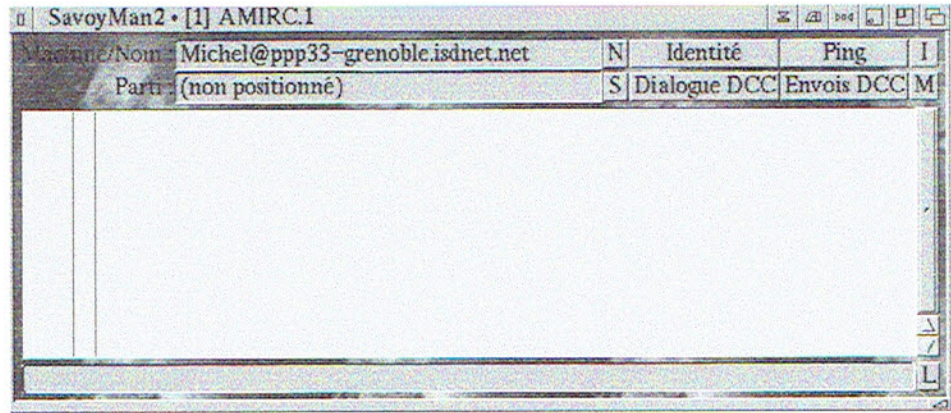 SavoyMan2 • [1] AMIRC.1
Machine/Nom : Michel@ppp33-grenoble.isdnet.net N Identité Ping I
Parti : (non positionné) S Dialogue DCC Envois DCC M
L